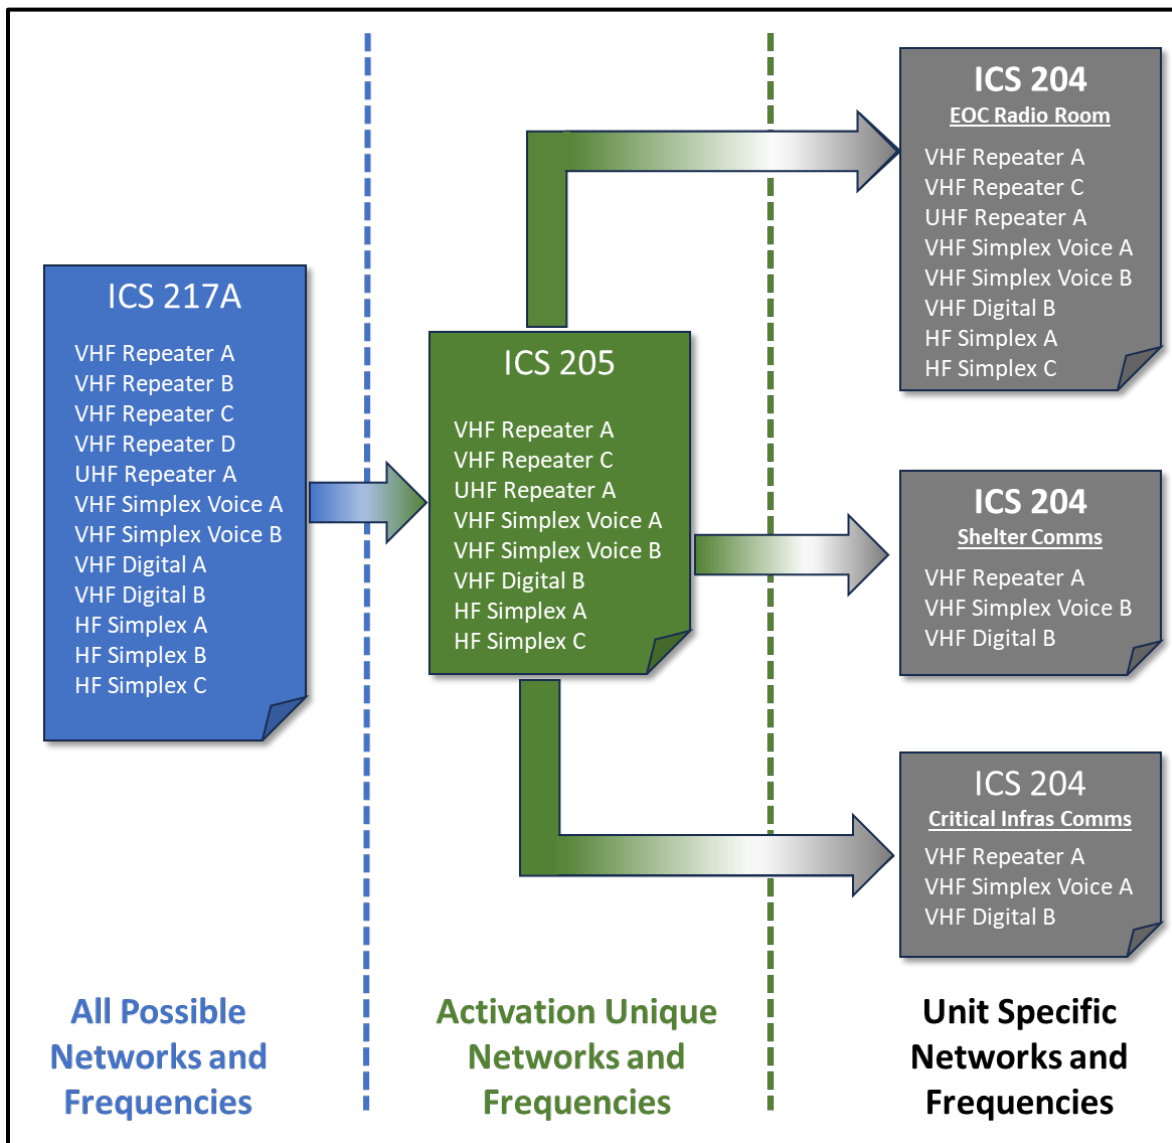 ICS 217A
VHF Repeater A
VHF Repeater B
VHF Repeater C
VHF Repeater D
UHF Repeater A
VHF Simplex Voice A
VHF Simplex Voice B
VHF Digital A
VHF Digital B
HF Simplex A
HF Simplex B
HF Simplex C
All Possible
Networks and
Frequencies
ICS 205
VHF Repeater A
VHF Repeater C
UHF Repeater A
VHF Simplex Voice A
VHF Simplex Voice B
VHF Digital B
HF Simplex A
HF Simplex C
Activation Unique
Networks and
Frequencies
ICS 204
EOC Radio Room
VHF Repeater A
VHF Repeater C
UHF Repeater A
VHF Simplex Voice A
VHF Simplex Voice B
VHF Digital B
HF Simplex A
HF Simplex C
ICS 204
Shelter Comms
VHF Repeater A
VHF Simplex Voice B
VHF Digital B
ICS 204
Critical Infras Comms
VHF Repeater A
VHF Simplex Voice A
VHF Digital B
Unit Specific
Networks and
Frequencies